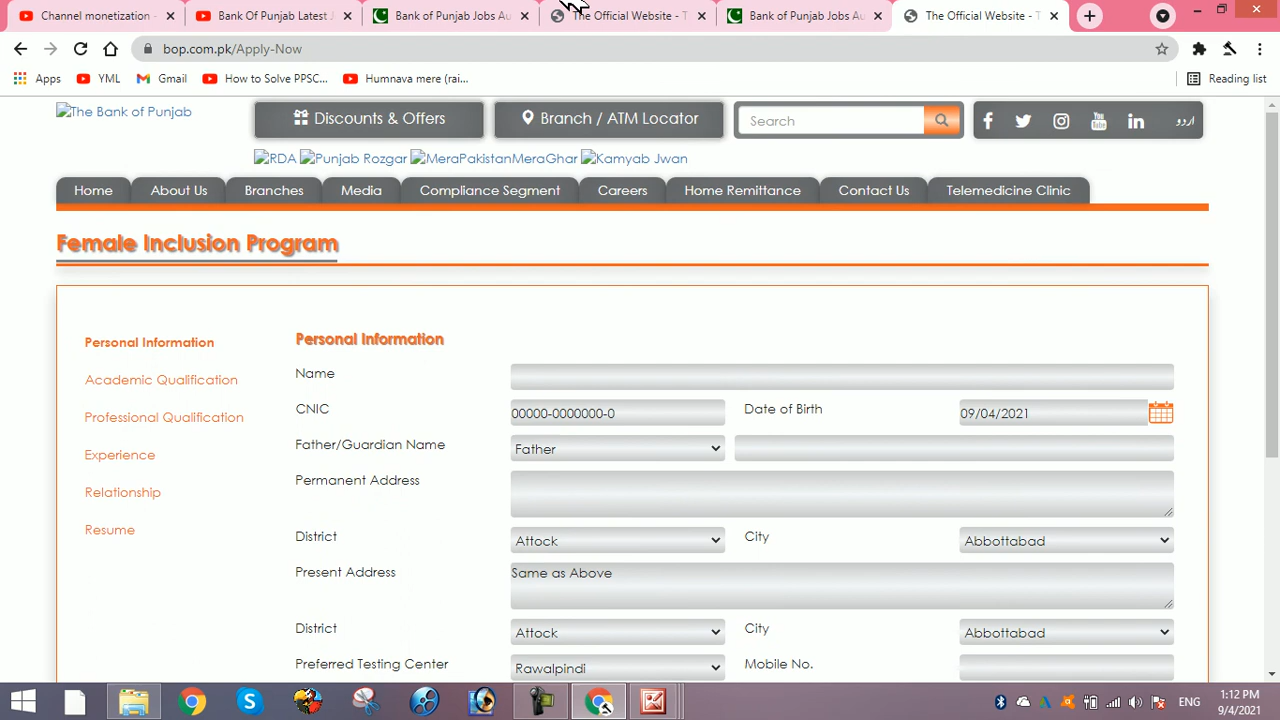 Channel monetization -
Bank Of Punjab Latest J
Bank of Punjab Jobs Au
The Official Website - T
Bank of Punjab Jobs Au
The Official Website - T
bop.com.pk/Apply-Now
Apps
YML
Gmail
How to Solve PPSC...
Humnava mere (rai...
Reading list
The Bank of Punjab
Discounts & Offers
Branch / ATM Locator
Search
You Tube
اردو
RDA Punjab Rozgar MeraPakistanMeraGhar Kamyab Jwan
Home About Us Branches Media Compliance Segment Careers Home Remittance Contact Us Telemedicine Clinic
Female Inclusion Program
Personal Information
Academic Qualification
Professional Qualification
Experience
Relationship
Resume
Personal Information
Name
CNIC 00000-0000000-0 Date of Birth 09/04/2021
Father/Guardian Name Father
Permanent Address
District Attock City Abbottabad
Present Address Same as Above
District Attock City Abbottabad
Preferred Testing Center Rawalpindi Mobile No.
ENG
1:12 PM
9/4/2021